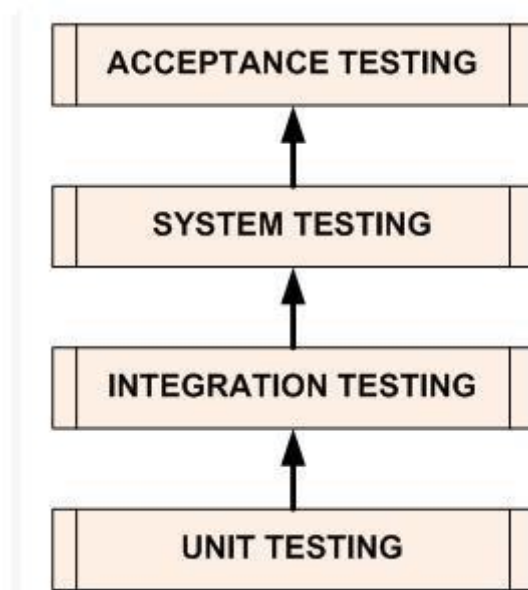 ACCEPTANCE TESTING
SYSTEM TESTING
INTEGRATION TESTING
UNIT TESTING